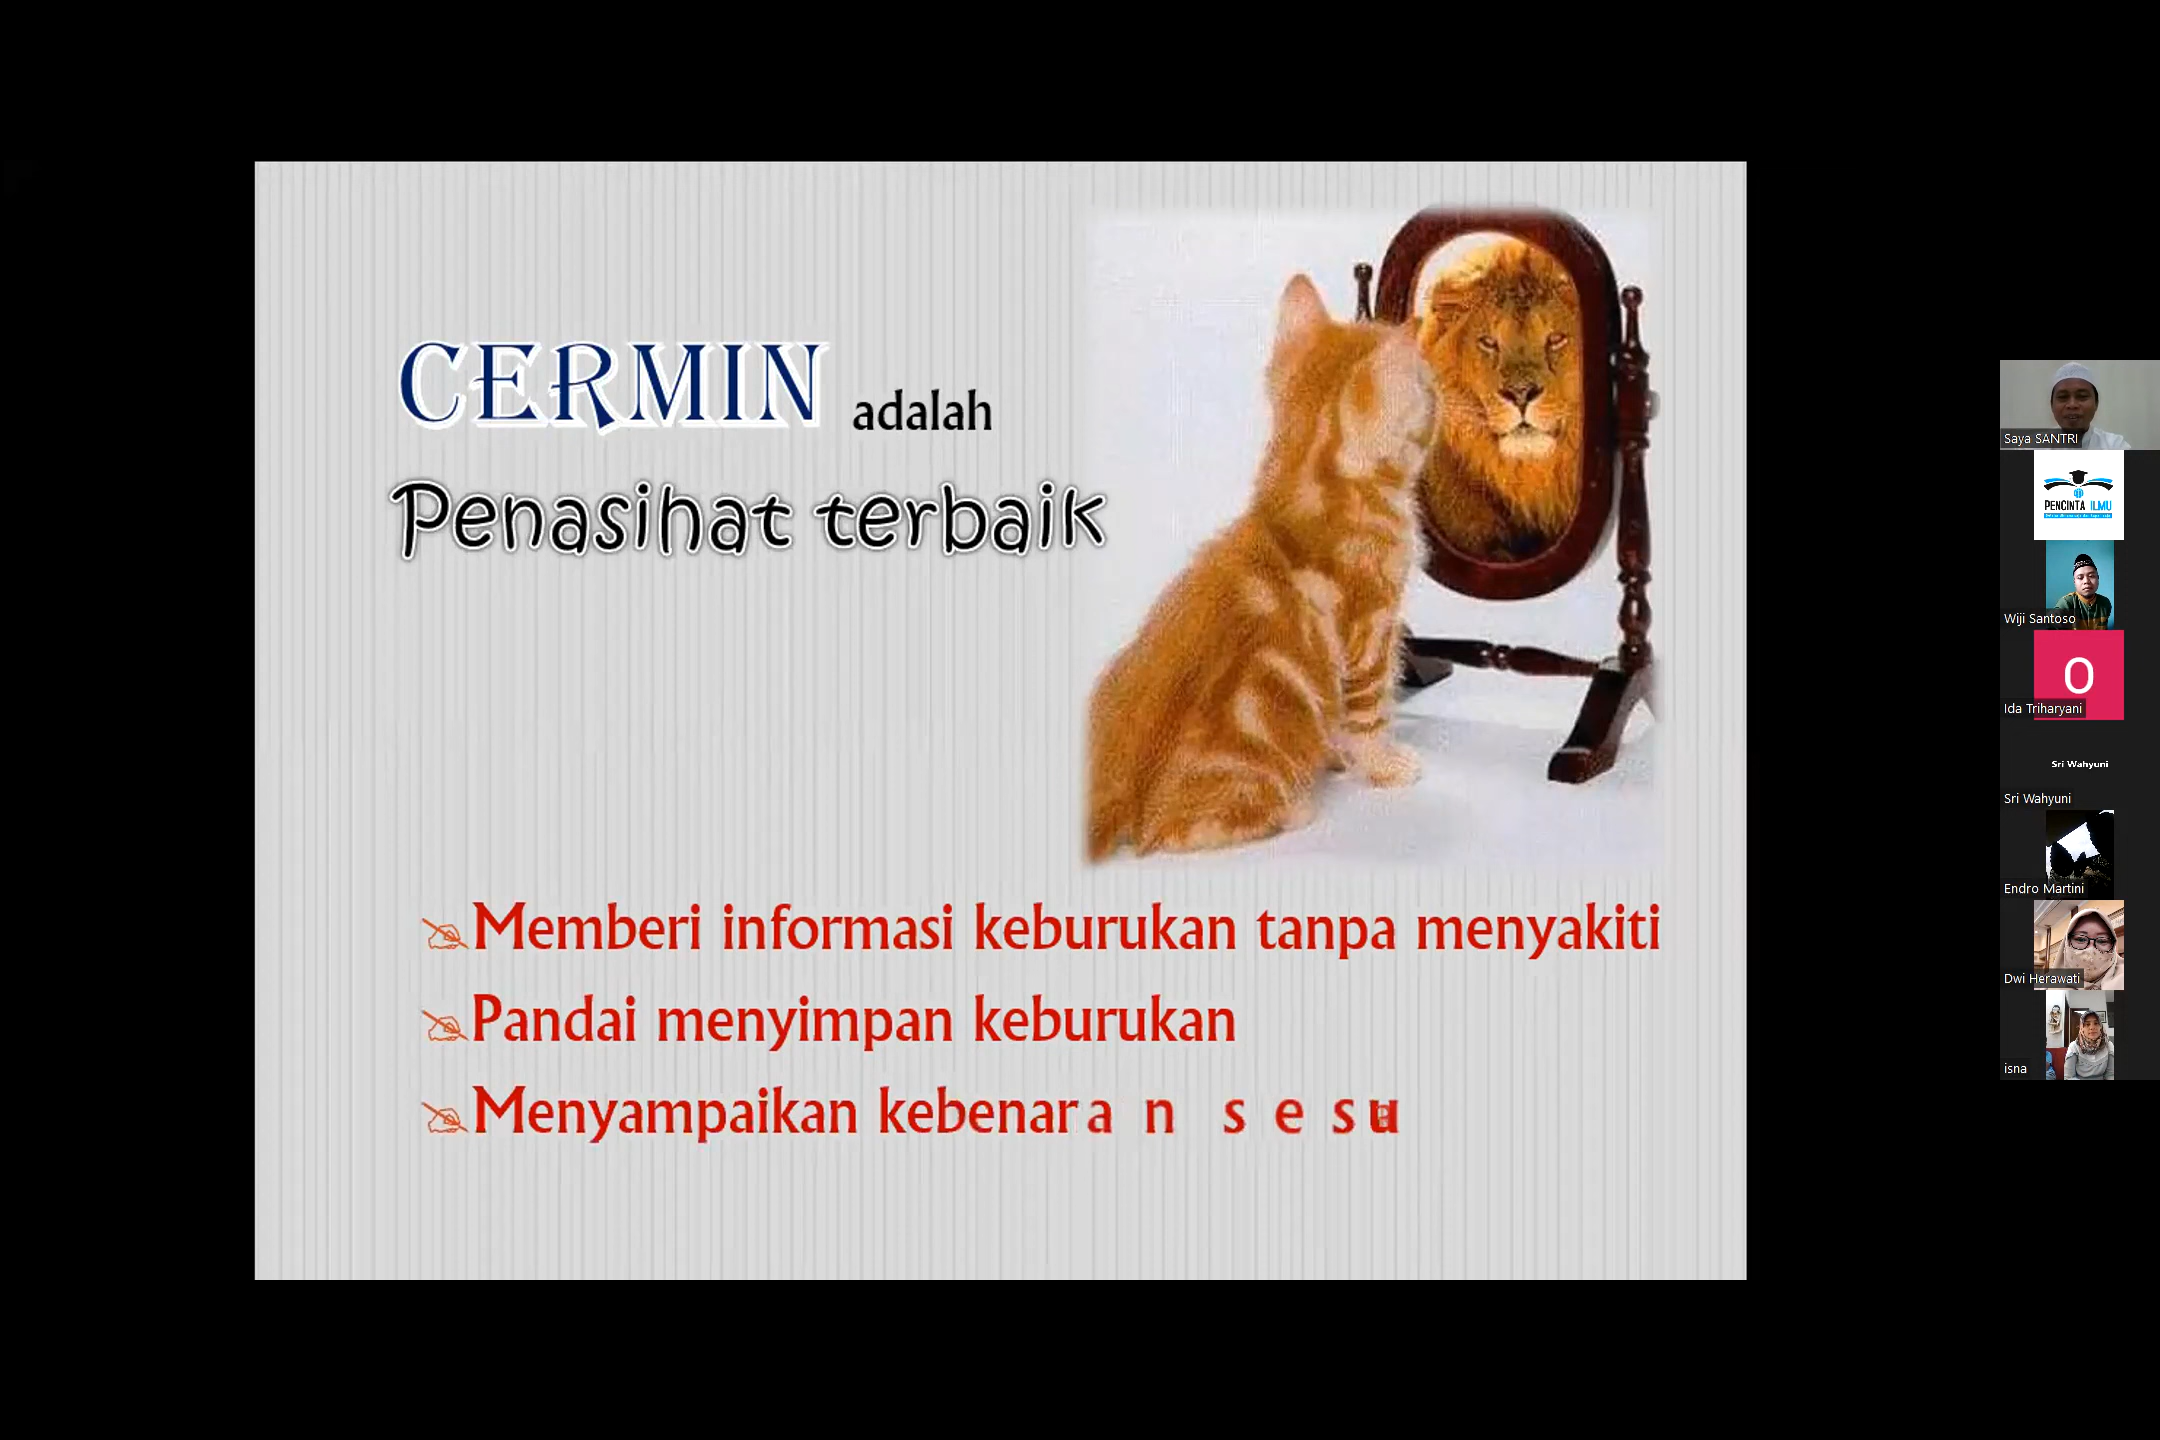 CERMIN adalah
Penasihat terbaik
Memberi informasi keburukan tanpa menyakiti
Pandai menyimpan keburukan
Menyampaikan kebenaran sesu
Saya SANTRI
PENCINTA ILMU
Wiji Santoso
O
Ida Triharyani
Sri Wahyuni
Sri Wahyuni
Endro Martini
Dwi Herawati
isna